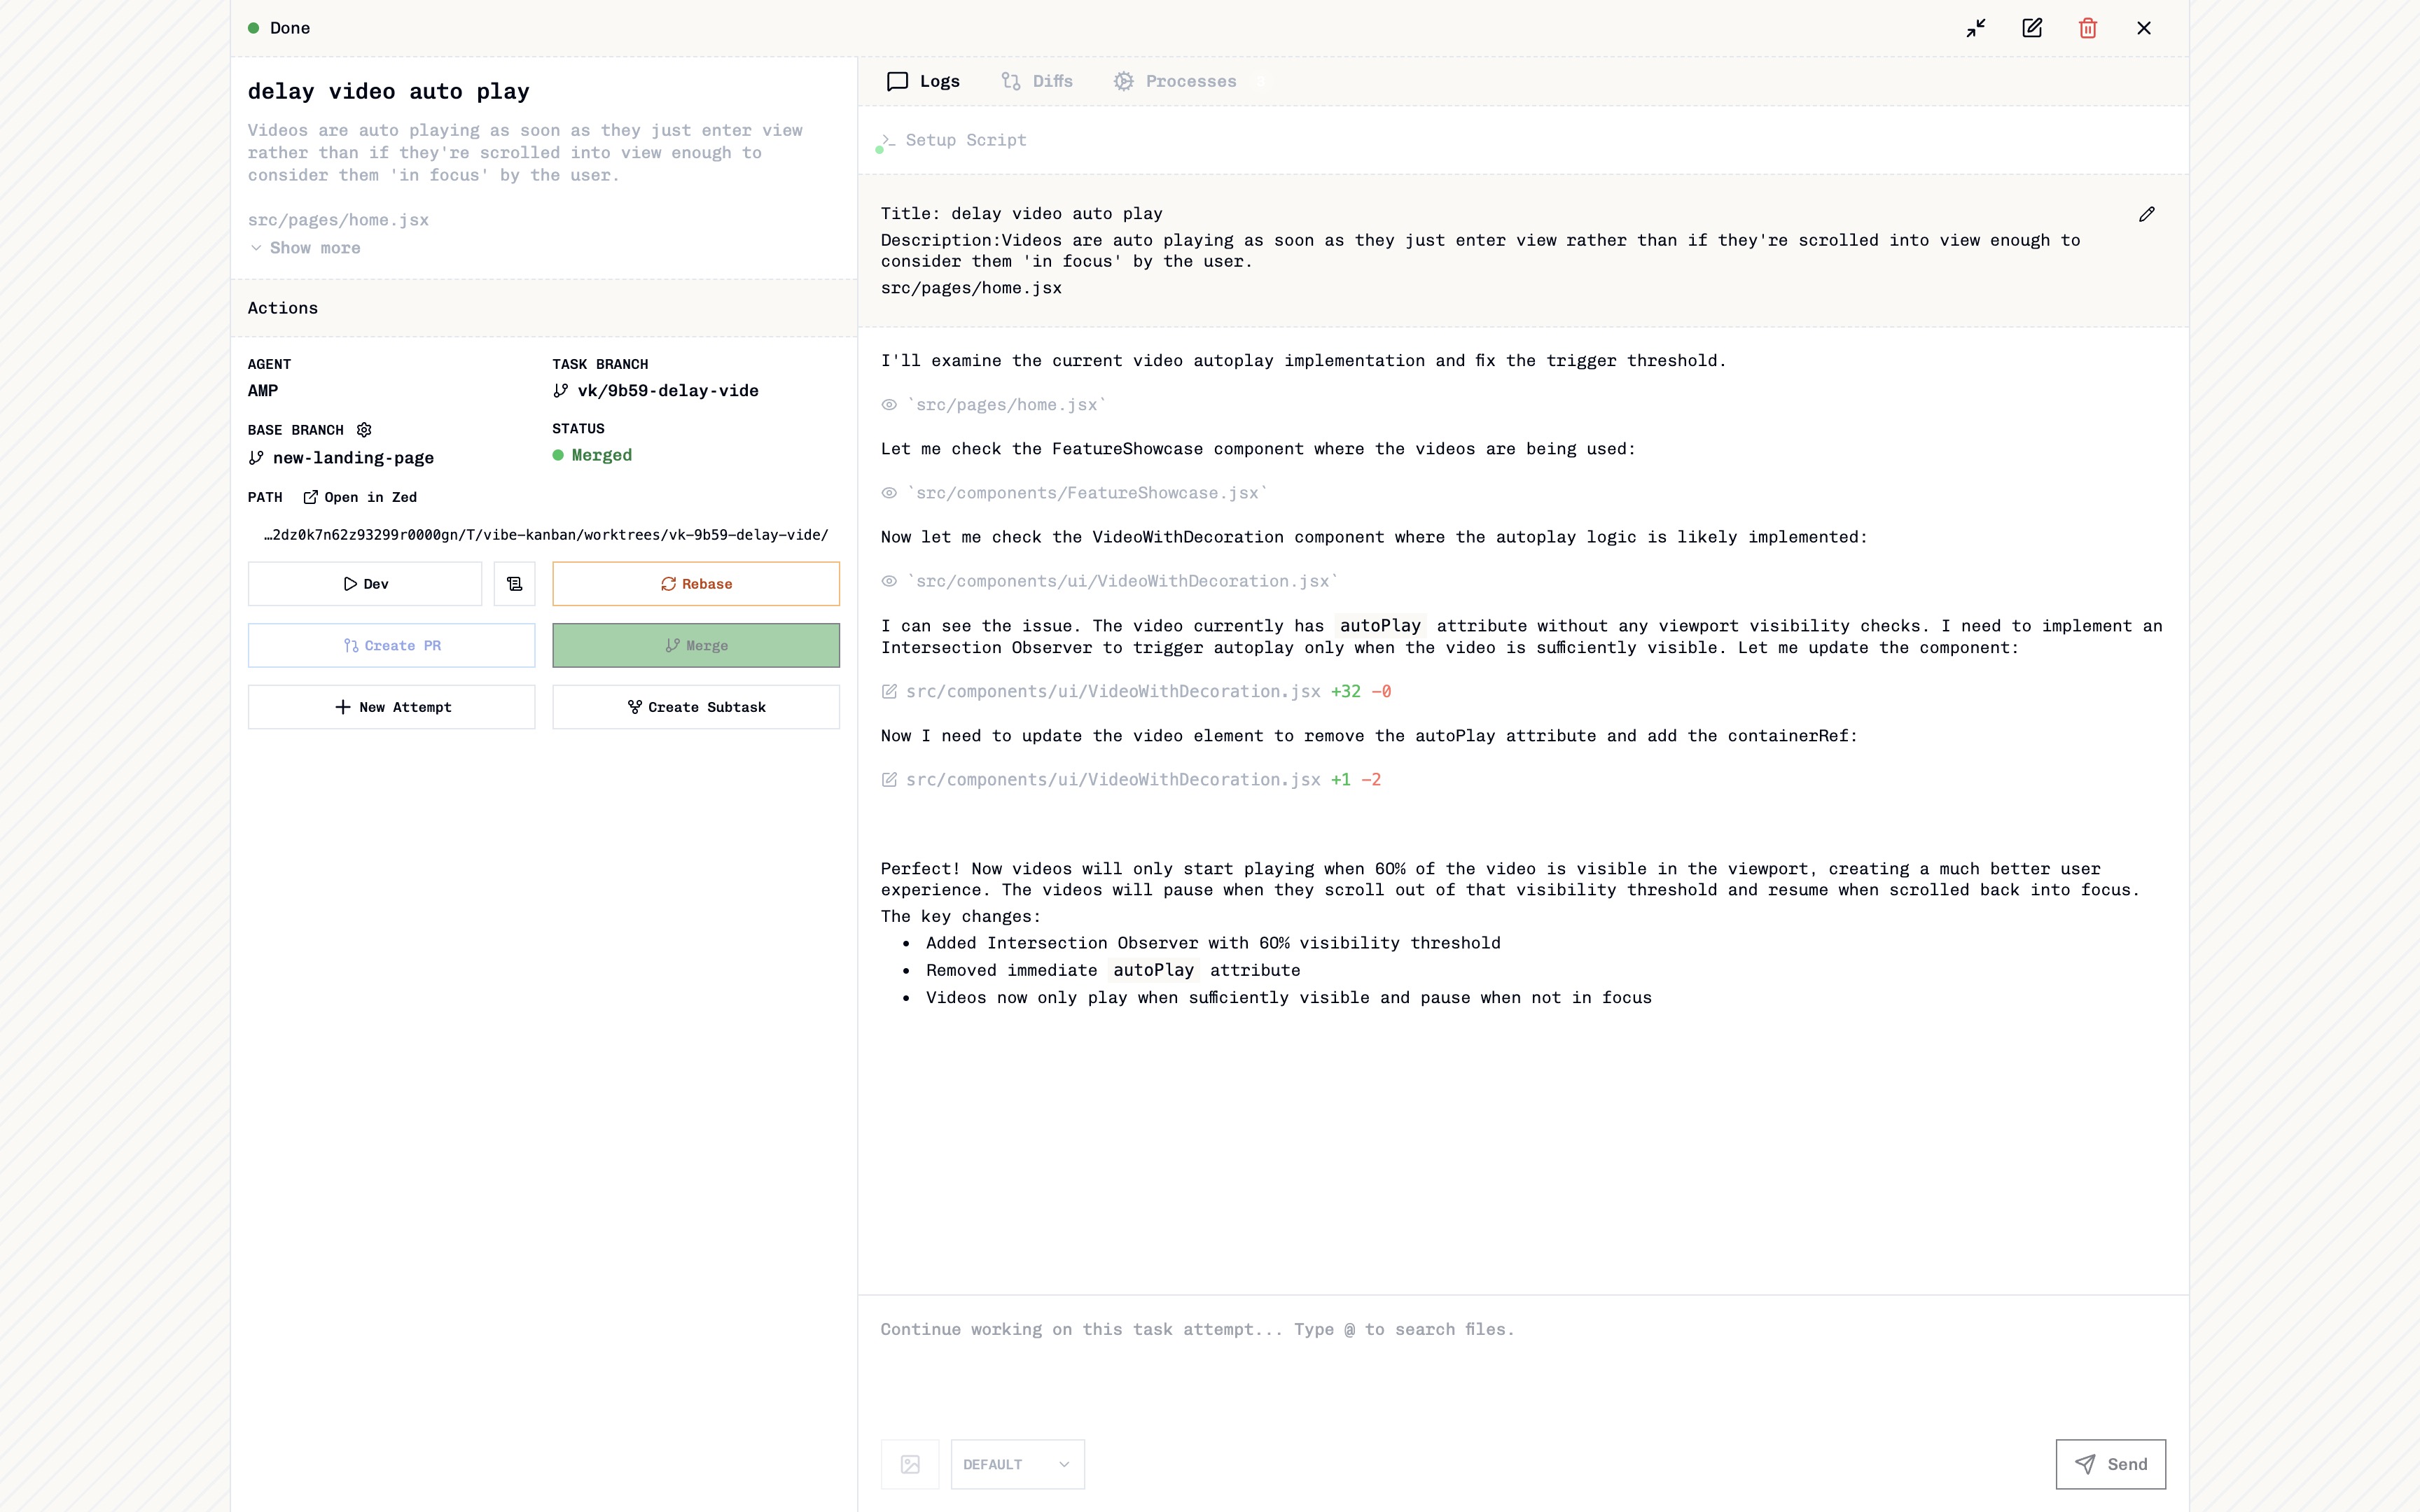 Done
delay video auto play
Videos are auto playing as soon as they just enter view
rather than if they're scrolled into view enough to
consider them 'in focus' by the user.
src/pages/home.jsx
Show more
Actions
AGENT
AMP
TASK BRANCH
vk/9b59-delay-vide
BASE BRANCH
new-landing-page
STATUS
Merged
PATH Open in Zed
…2dz0k7n62z93299r0000gn/T/vibe-kanban/worktrees/vk-9b59-delay-vide/
Dev
Rebase
Create PR
Merge
New Attempt
Create Subtask
Logs Diffs Processes
Setup Script
Title: delay video auto play
Description:Videos are auto playing as soon as they just enter view rather than if they're scrolled into view enough to
consider them 'in focus' by the user.
src/pages/home.jsx
I'll examine the current video autoplay implementation and fix the trigger threshold.
`src/pages/home.jsx`
Let me check the FeatureShowcase component where the videos are being used:
`src/components/FeatureShowcase.jsx`
Now let me check the VideoWithDecoration component where the autoplay logic is likely implemented:
`src/components/ui/VideoWithDecoration.jsx`
I can see the issue. The video currently has autoPlay attribute without any viewport visibility checks. I need to implement an
Intersection Observer to trigger autoplay only when the video is sufficiently visible. Let me update the component:
src/components/ui/VideoWithDecoration.jsx +32 -0
Now I need to update the video element to remove the autoPlay attribute and add the containerRef:
src/components/ui/VideoWithDecoration.jsx +1 -2
Perfect! Now videos will only start playing when 60% of the video is visible in the viewport, creating a much better user
experience. The videos will pause when they scroll out of that visibility threshold and resume when scrolled back into focus.
The key changes:
• Added Intersection Observer with 60% visibility threshold
• Removed immediate autoPlay attribute
• Videos now only play when sufficiently visible and pause when not in focus
Continue working on this task attempt... Type @ to search files.
DEFAULT
Send